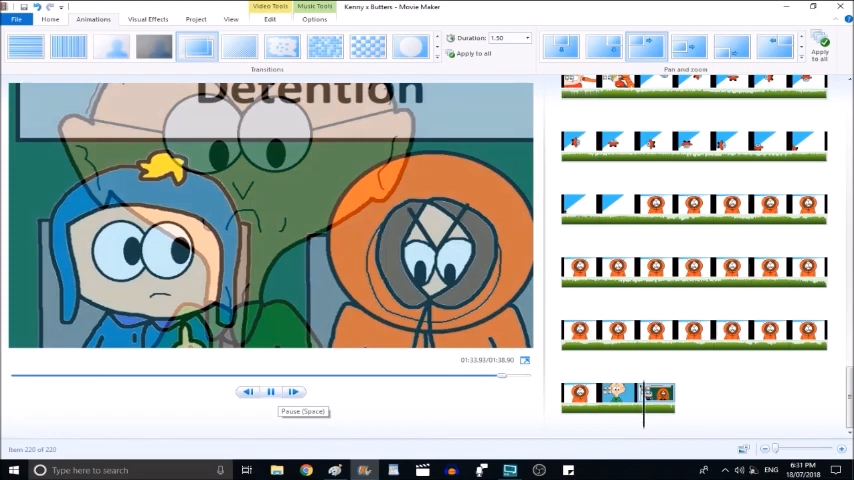 Video Tools
Music Tools
Kenny x Butters - Movie Maker
File
Home
Animations
Visual Effects
Project
View
Edit
Options
Duration: 1.50
Apply to all
Transitions
Pan and zoom
Apply to all
Detention
01:33.93/01:38.90
Pause (Space)
Item 220 of 220
Type here to search
ENG
6:31 PM
18/07/2018